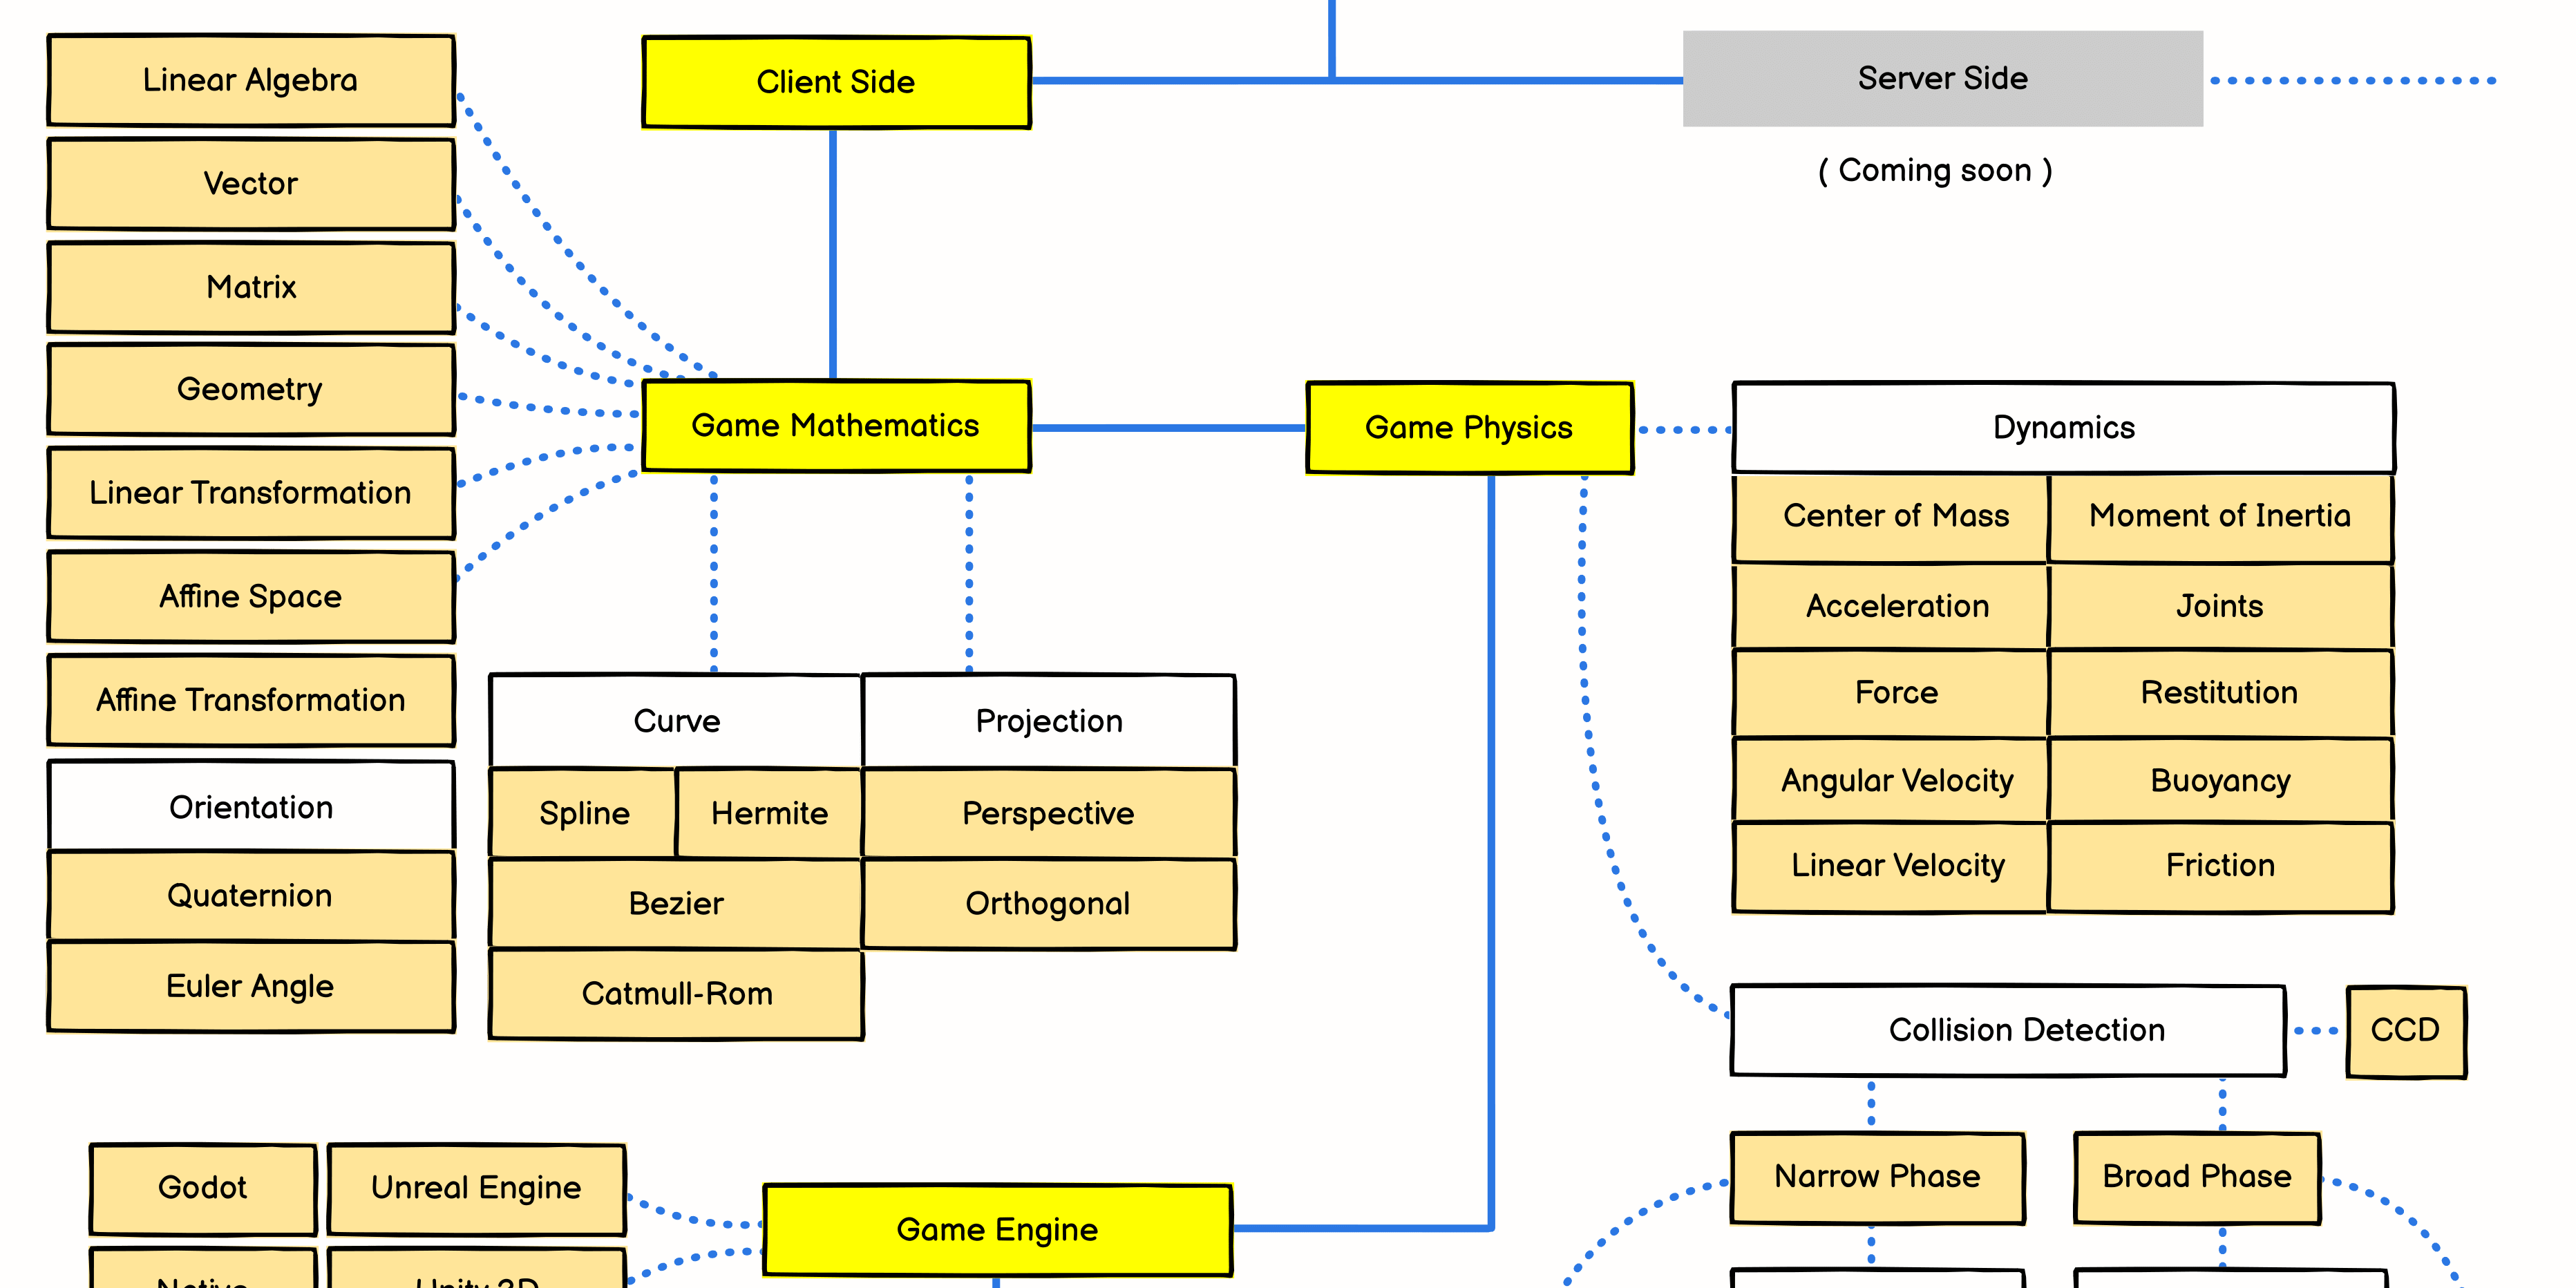 Linear Algebra
Vector
Matrix
Geometry
Linear Transformation
Affine Space
Affine Transformation
Orientation
Quaternion
Euler Angle
Client Side
Server Side
( Coming soon )
Game Mathematics
Game Physics
Curve
Projection
Spline
Hermite
Perspective
Bezier
Orthogonal
Catmull-Rom
Dynamics
Center of Mass
Moment of Inertia
Acceleration
Joints
Force
Restitution
Angular Velocity
Buoyancy
Linear Velocity
Friction
Collision Detection
CCD
Narrow Phase
Broad Phase
Godot
Unreal Engine
Game Engine
Native
Unity 3D